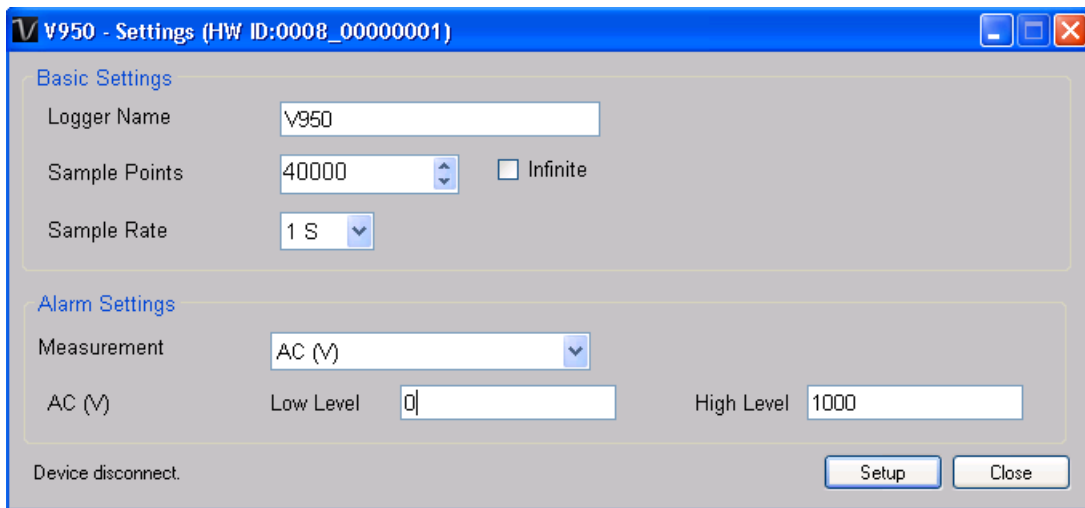 V950 - Settings (HW ID:0008_00000001)
Basic Settings
Logger Name V950
Sample Points 40000 Infinite
Sample Rate 1 S
Alarm Settings
Measurement AC (V)
AC (V) Low Level 0 High Level 1000
Device disconnect. Setup Close